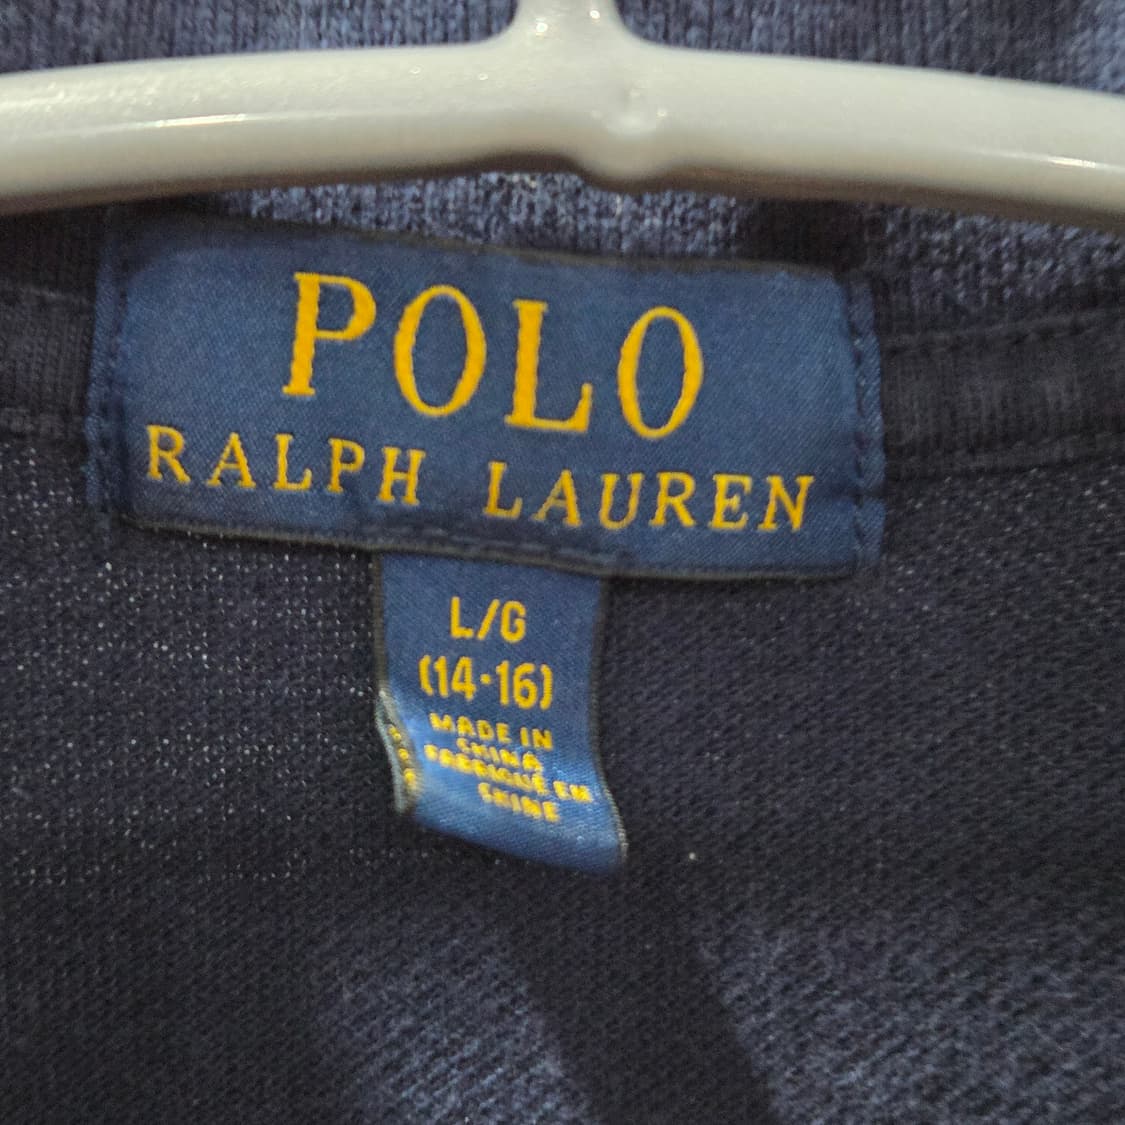 POLO
RALPH LAUREN
L/G
(14-16)
MADE IN
CHINA
FABRIQUÉ EN
CHINE